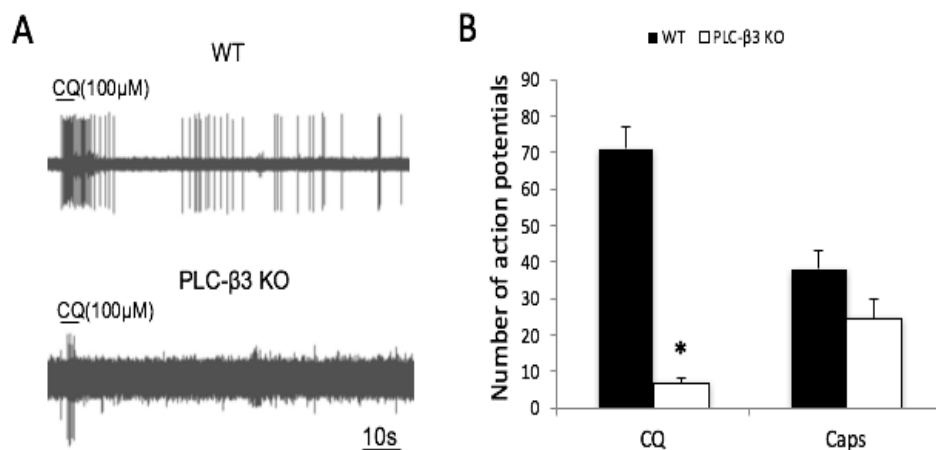 A
WT
CQ(100μM)
PLC-β3 KO
CQ(100μM)
10s
B
WT PLC-β3 KO
Number of action potentials
90
80
70
60
50
40
30
20
10
0
*
CQ Caps